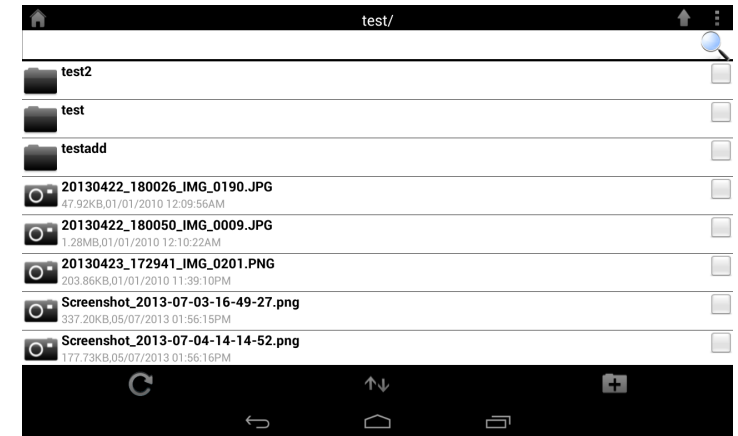 test/
test2
test
testadd
20130422_180026_IMG_0190.JPG
47.92KB,01/01/2010 12:09:56AM
20130422_180050_IMG_0009.JPG
1.28MB,01/01/2010 12:10:22AM
20130423_172941_IMG_0201.PNG
203.86KB,01/01/2010 11:39:10PM
Screenshot_2013-07-03-16-49-27.png
337.20KB,05/07/2013 01:56:15PM
Screenshot_2013-07-04-14-14-52.png
177.73KB,05/07/2013 01:56:16PM